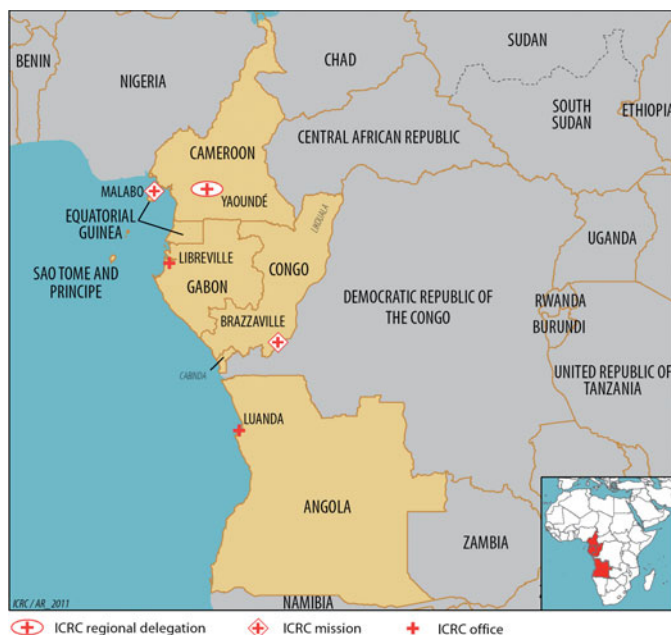 SUDAN
BENIN
CHAD
NIGERIA
ETHIOPIA
SOUTH
SUDAN
CENTRAL AFRICAN REPUBLIC
CAMEROON
MALABO
YAOUNDÉ
EQUATORIAL
GUINEA
LIKOUALA
UGANDA
LIBREVILLE
CONGO
SAO TOME AND
PRINCIPE
GABON
DEMOCRATIC REPUBLIC OF
THE CONGO
RWANDA
BRAZZAVILLE
BURUNDI
CABINDA
UNITED REPUBLIC OF
TANZANIA
LUANDA
ANGOLA
ZAMBIA
ICRC / AR_2011
NAMIBIA
ICRC regional delegation
ICRC mission
ICRC office